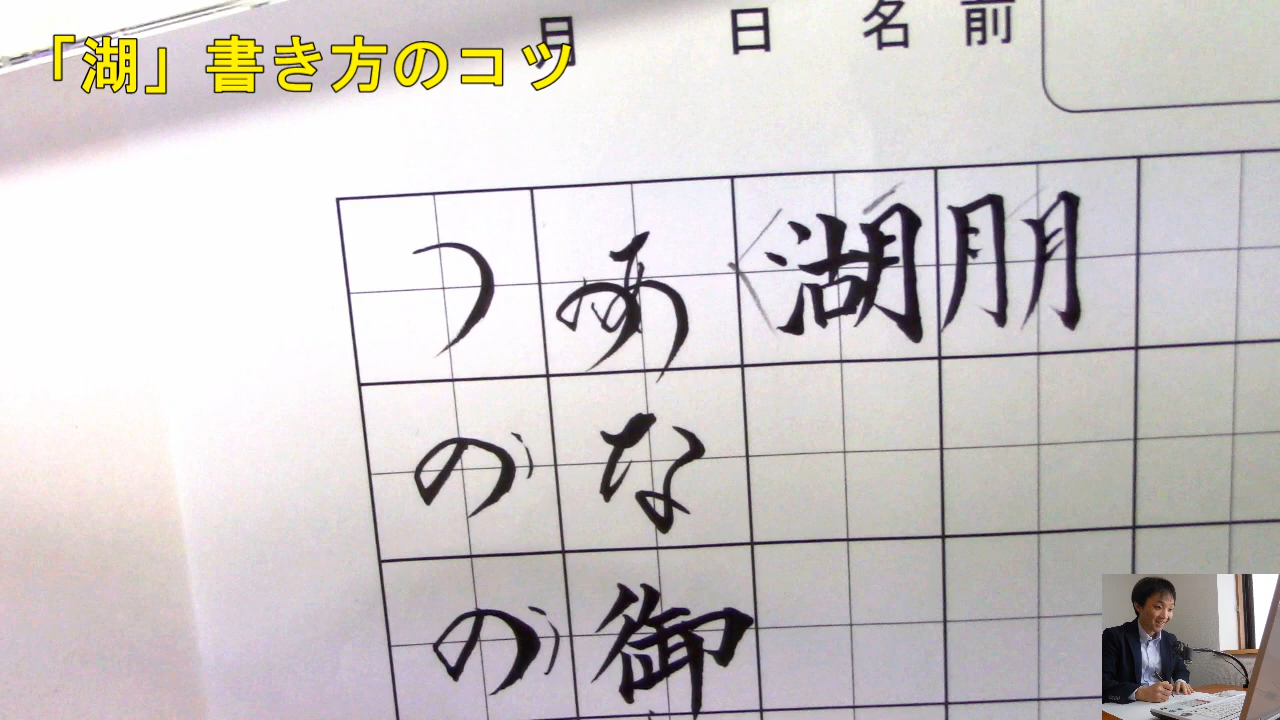 「湖」書き方のコツ
月 日 名前
つ あ 湖 朋
の な
の 御